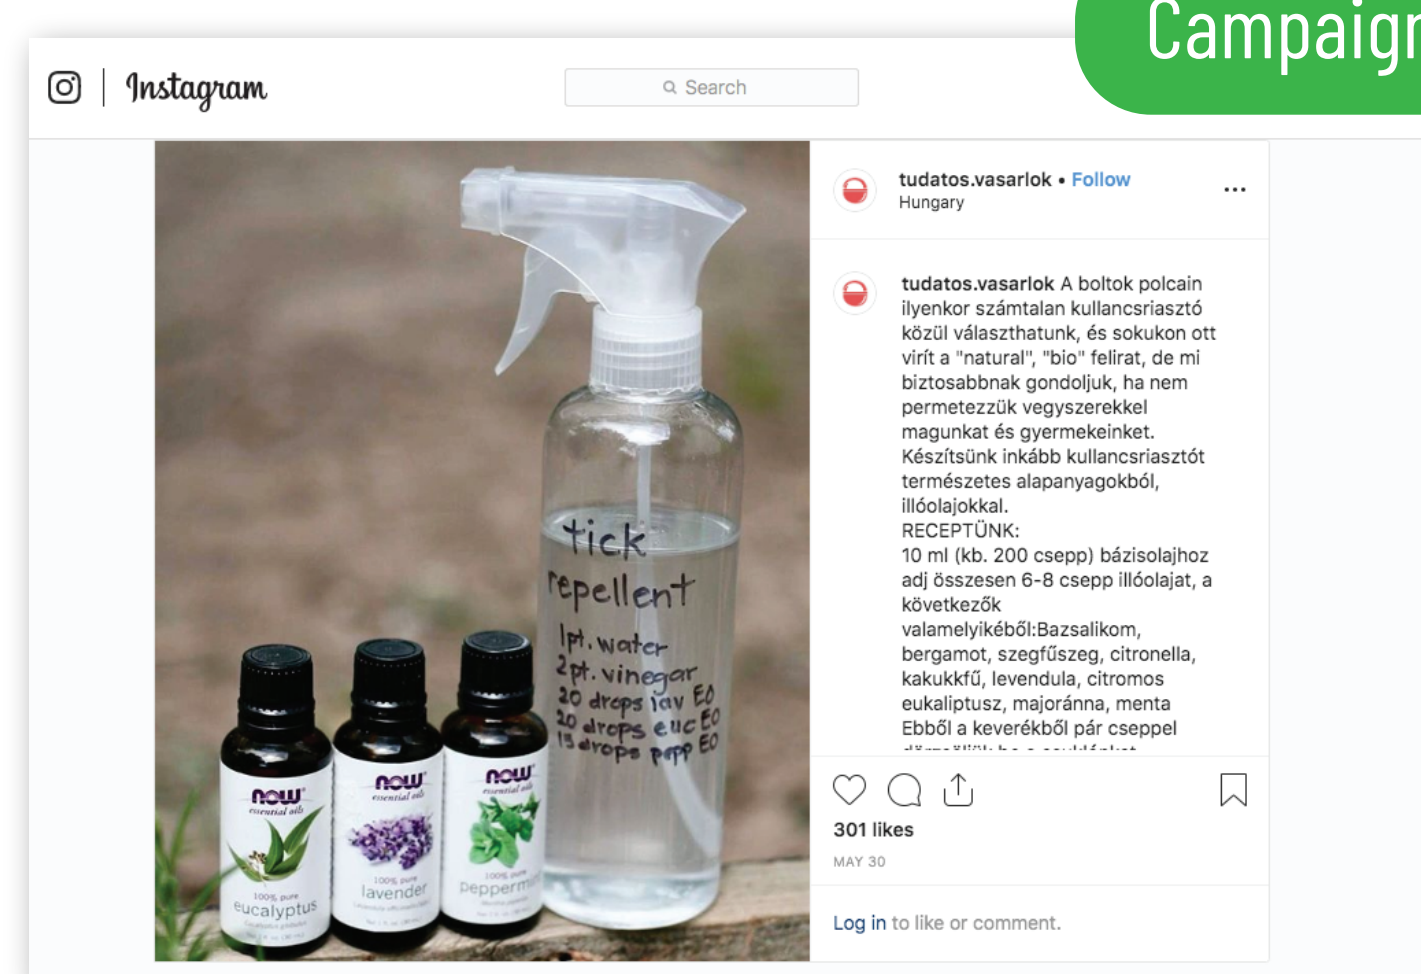 Campaign
Instagram
Search
tudatos.vasarlok • Follow
Hungary
tudatos.vasarlok A boltok polcain
ilyenkor számtalan kullancsriasztó
közül választhatunk, és sokukon ott
virít a "natural", "bio" felirat, de mi
biztosabbnak gondoljuk, ha nem
permetezzük vegyszerekkel
magunkat és gyermekeinket.
Készítsünk inkább kullancsriasztót
természetes alapanyagokból,
illóolajokkal.
RECEPTÜNK:
10 ml (kb. 200 csepp) bázisolajhoz
adj összesen 6-8 csepp illóolajat, a
következők
valamelyikéből:Bazsalikom,
bergamot, szegfűszeg, citronella,
kakukkfű, levendula, citromos
eukaliptusz, majoránna, menta
Ebből a keverékből pár cseppel
301 likes
MAY 30
Log in to like or comment.
tick
repellent
1pt. water
2pt. vinegar
20 drops lav EO
20 drops euc EO
15 drops pepp EO
now
essential oils
100% pure
eucalyptus
now
essential oils
100% pure
lavender
now
essential oils
100% pure
peppermint